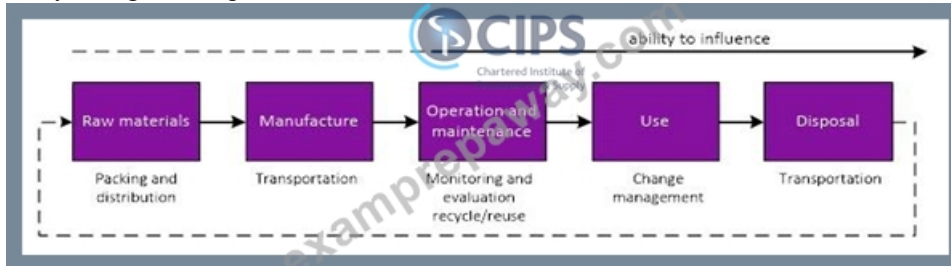 CIPS
ability to influence
Chartered Institute of
Supply
Raw materials
Manufacture
Operation and
maintenance
Use
Disposal
Packing and
distribution
Transportation
Monitoring and
evaluation
recycle/reuse
Change
management
Transportation
examprepaway.com